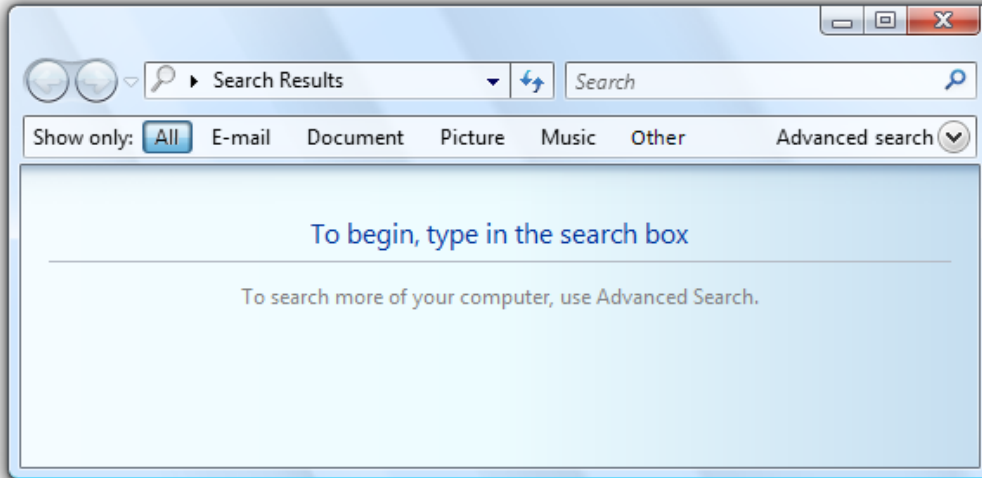 Search Results
Search
Show only: All E-mail Document Picture Music Other Advanced search
To begin, type in the search box
To search more of your computer, use Advanced Search.